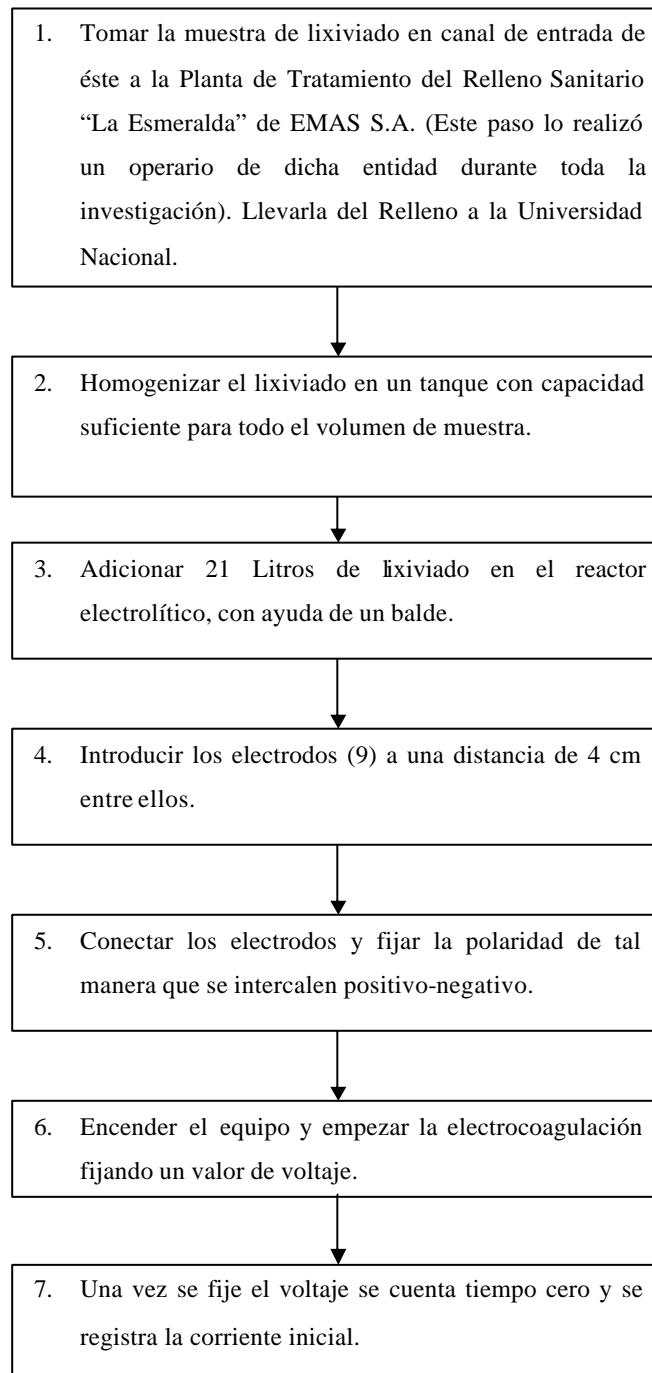 1. Tomar la muestra de lixiviado en canal de entrada de
éste a la Planta de Tratamiento del Relleno Sanitario
“La Esmeralda” de EMAS S.A. (Este paso lo realizó
un operario de dicha entidad durante toda la
investigación). Llevarla del Relleno a la Universidad
Nacional.
2. Homogenizar el lixiviado en un tanque con capacidad
suficiente para todo el volumen de muestra.
3. Adicionar 21 Litros de lixiviado en el reactor
electrolítico, con ayuda de un balde.
4. Introducir los electrodos (9) a una distancia de 4 cm
entre ellos.
5. Conectar los electrodos y fijar la polaridad de tal
manera que se intercalen positivo-negativo.
6. Encender el equipo y empezar la electrocoagulación
fijando un valor de voltaje.
7. Una vez se fije el voltaje se cuenta tiempo cero y se
registra la corriente inicial.